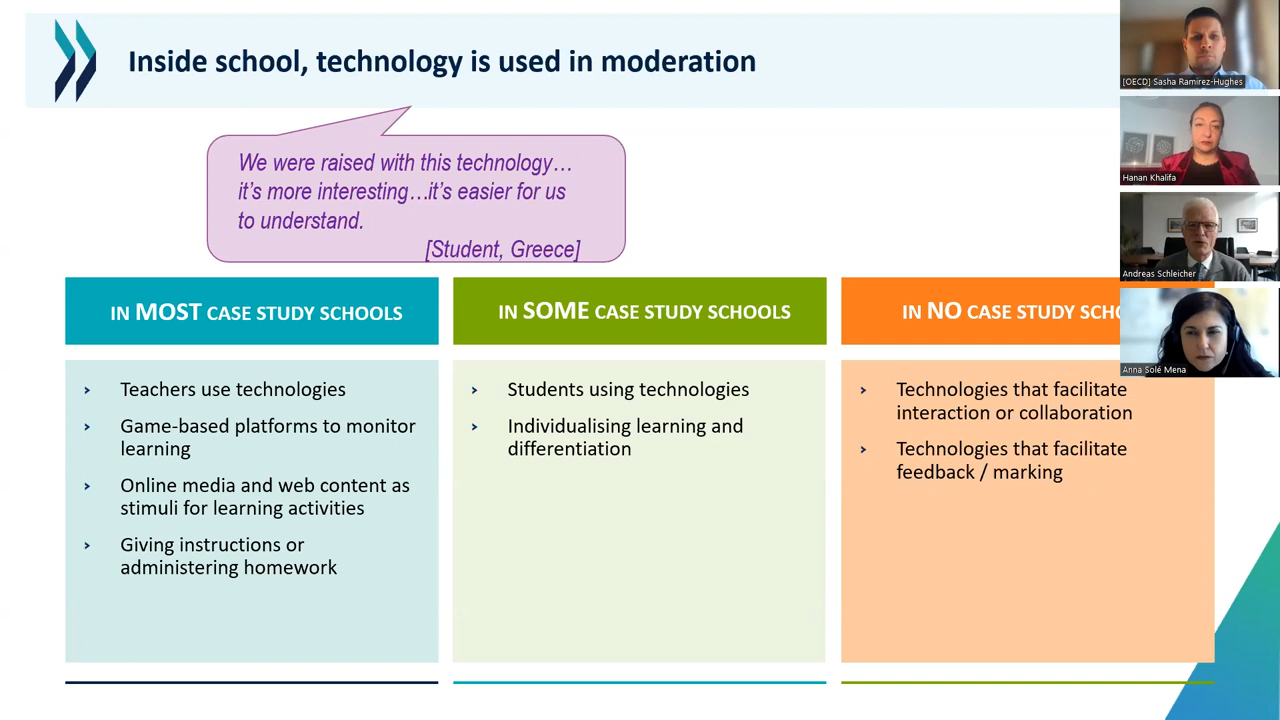 Inside school, technology is used in moderation
We were raised with this technology…
it's more interesting…it's easier for us
to understand.
[Student, Greece]
IN MOST CASE STUDY SCHOOLS
Teachers use technologies
Game-based platforms to monitor
learning
Online media and web content as
stimuli for learning activities
Giving instructions or
administering homework
IN SOME CASE STUDY SCHOOLS
Students using technologies
Individualising learning and
differentiation
IN NO CASE STUDY SCHO
Technologies that facilitate
interaction or collaboration
Technologies that facilitate
feedback / marking
[OECD] Sasha Ramirez-Hughes
Hanan Khalifa
Andreas Schleicher
Anna Solé Mena